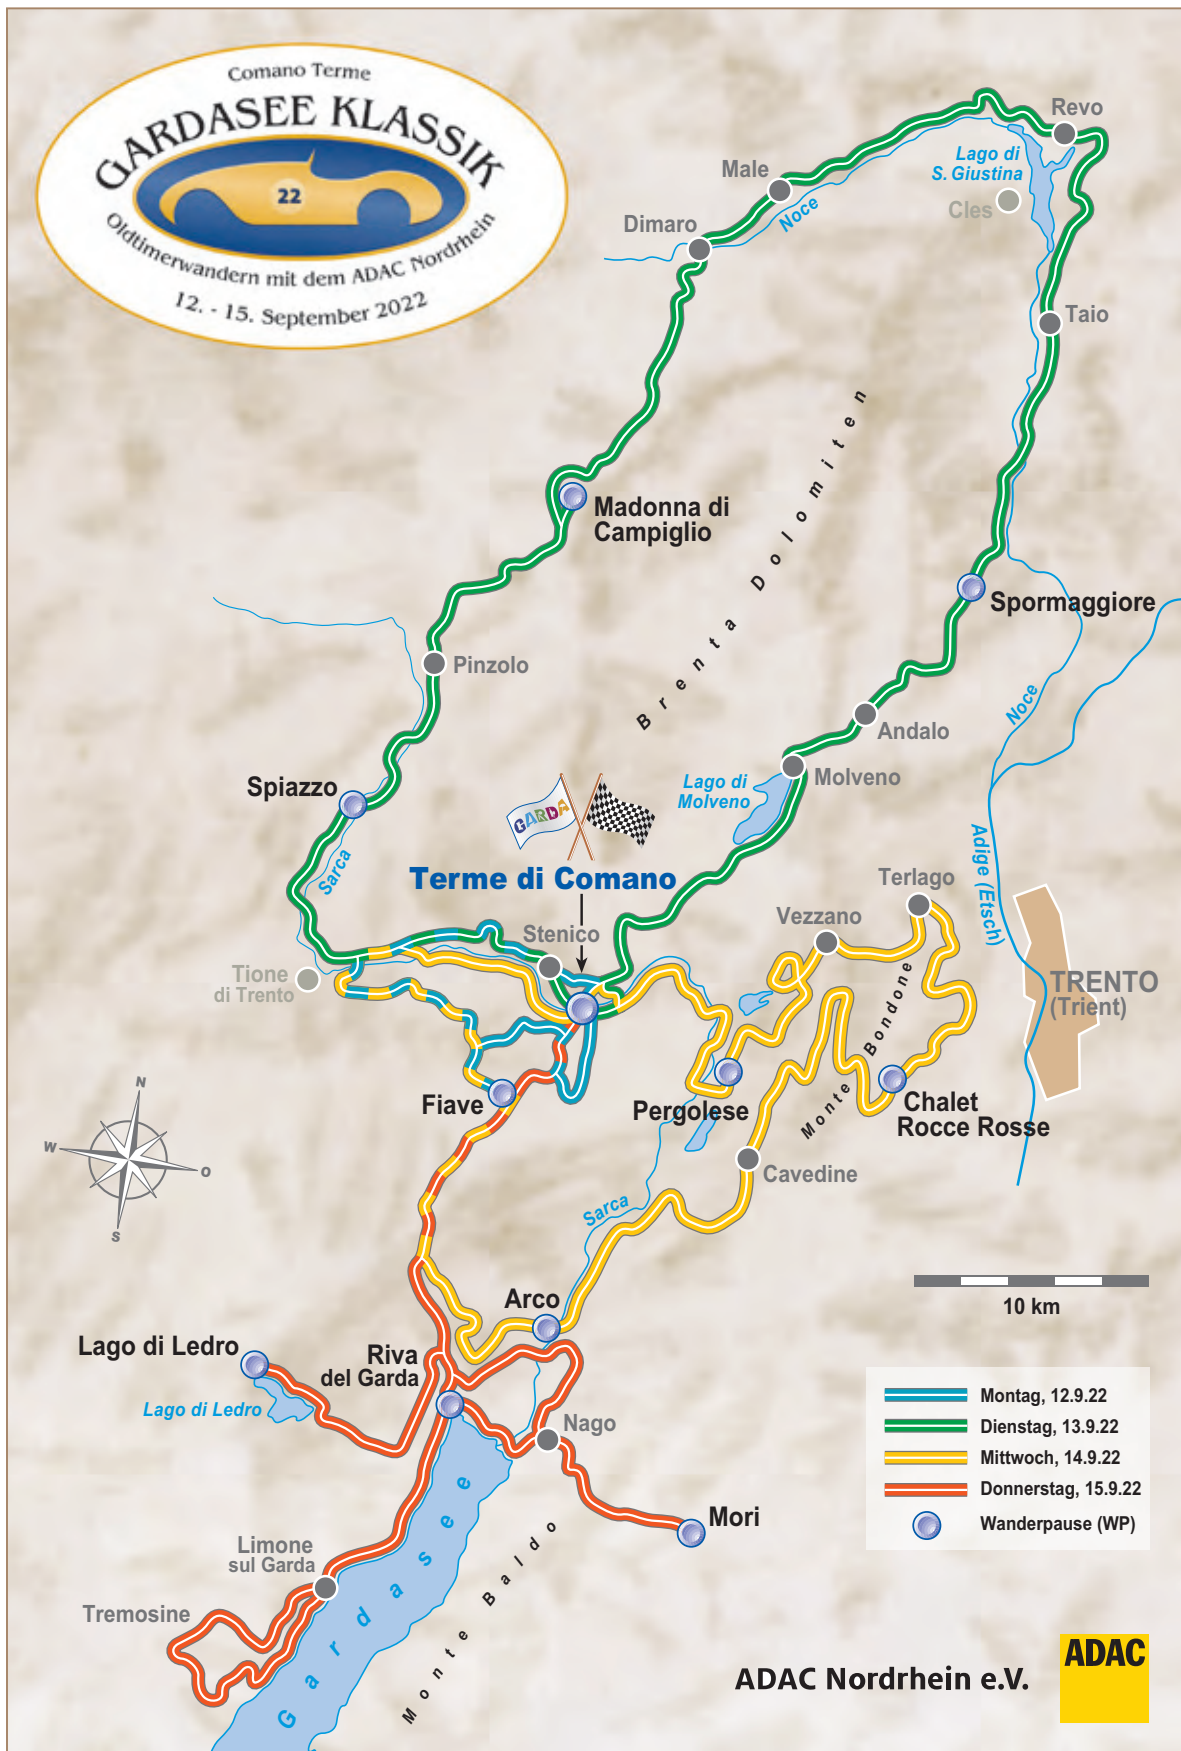 Comano Terme
GARDASEE KLASSIK
22
Oldtimerwandern mit dem ADAC Nordrhein
12. - 15. September 2022
Revo
Lago di
S. Giustina
Male
Cles
Noce
Dimaro
Taio
Madonna di
Campiglio
Brenta Dolomiten
Spormaggiore
Pinzolo
Noce
Andalo
Molveno
Lago di
Molveno
Spiazzo
GARDA
Sarca
Adige (Etsch)
Terme di Comano
Terlago
Vezzano
Stenico
Tione
di Trento
TRENTO
(Trient)
Monte Bondone
Fiave
Pergolese
Chalet
Rocce Rosse
N
W
O
S
Cavedine
Sarca
10 km
Arco
Lago di Ledro
Riva
del Garda
Lago di Ledro
Nago
Montag, 12.9.22
Dienstag, 13.9.22
Mittwoch, 14.9.22
Donnerstag, 15.9.22
Wanderpause (WP)
Mori
Limone
sul Garda
Tremosine
Gardasee
Monte Baldo
ADAC Nordrhein e.V.
ADAC